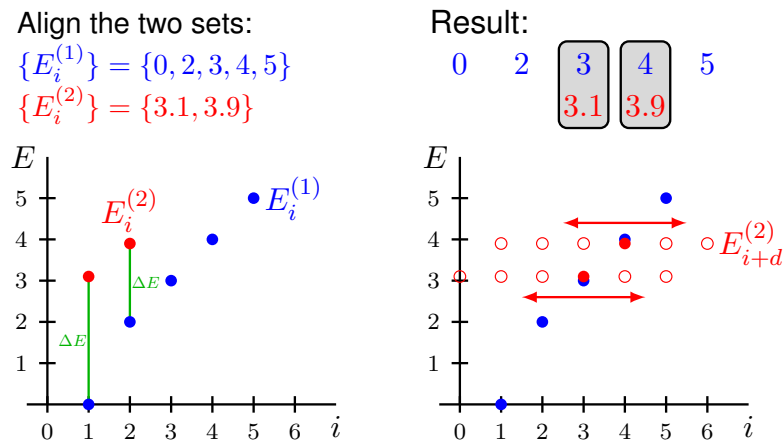 Align the two sets:
{E_i^{(1)}} = {0, 2, 3, 4, 5}
{E_i^{(2)}} = {3.1, 3.9}
E
5
4
3
2
1
E_i^{(2)}
E_i^{(1)}
ΔE
ΔE
0 1 2 3 4 5 6 i
Result:
0 2 3 4 5
3.1 3.9
E
5
4
3
2
1
E_{i+d}^{(2)}
0 1 2 3 4 5 6 i